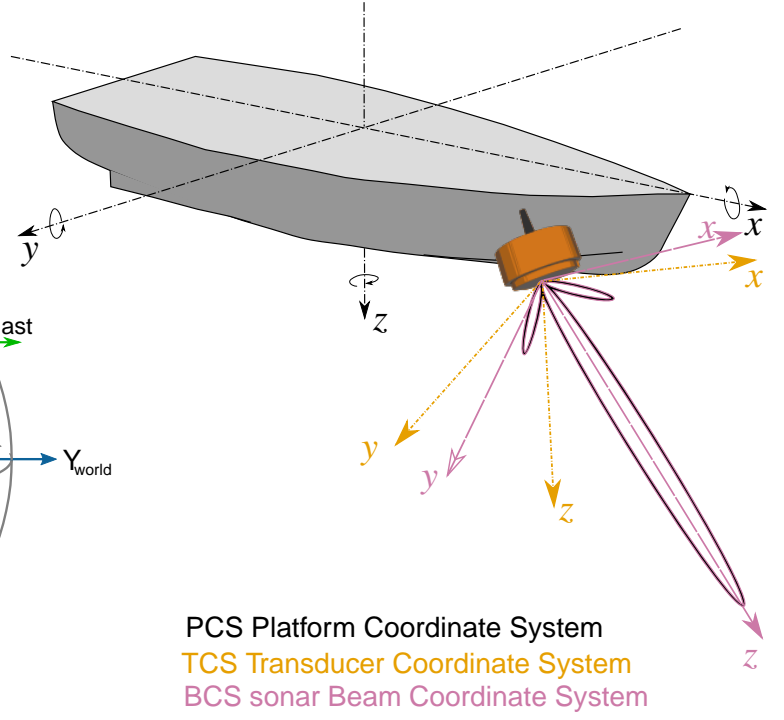 x
x
x
y
z
ast
y
y
z
Yworld
z
PCS Platform Coordinate System
TCS Transducer Coordinate System
BCS sonar Beam Coordinate System